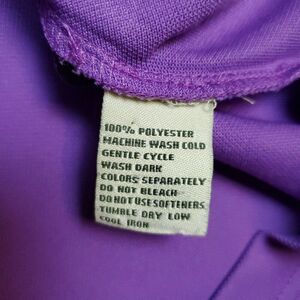 100% POLYESTER
MACHINE WASH COLD
GENTLE CYCLE
WASH DARK
COLORS SEPARATELY
DO NOT BLEACH
DO NOT USE SOFTENERS
TUMBLE DRY LOW
COOL IRON